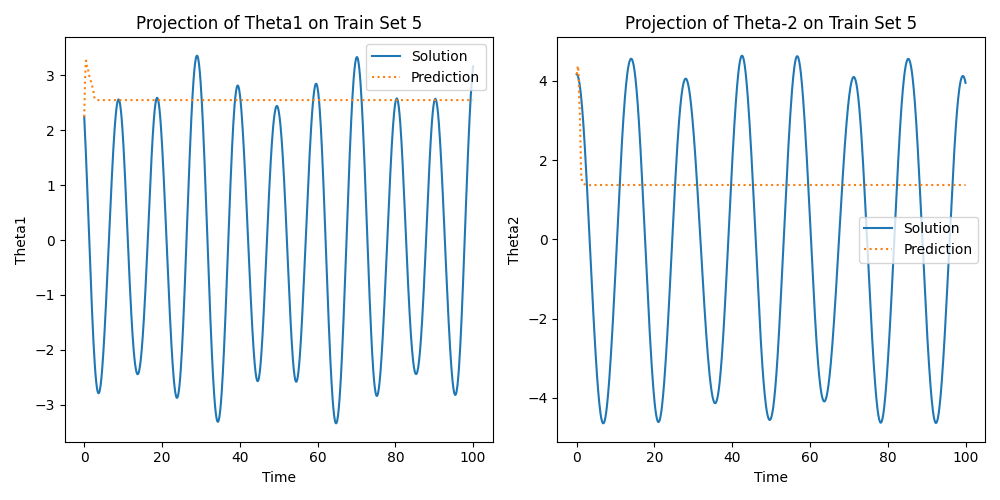 Projection of Theta1 on Train Set 5
Solution
Prediction
3
2
1
0
−1
−2
−3
Theta1
0
20
40
60
80
100
Time
Projection of Theta-2 on Train Set 5
Solution
Prediction
4
2
0
−2
−4
Theta2
0
20
40
60
80
100
Time